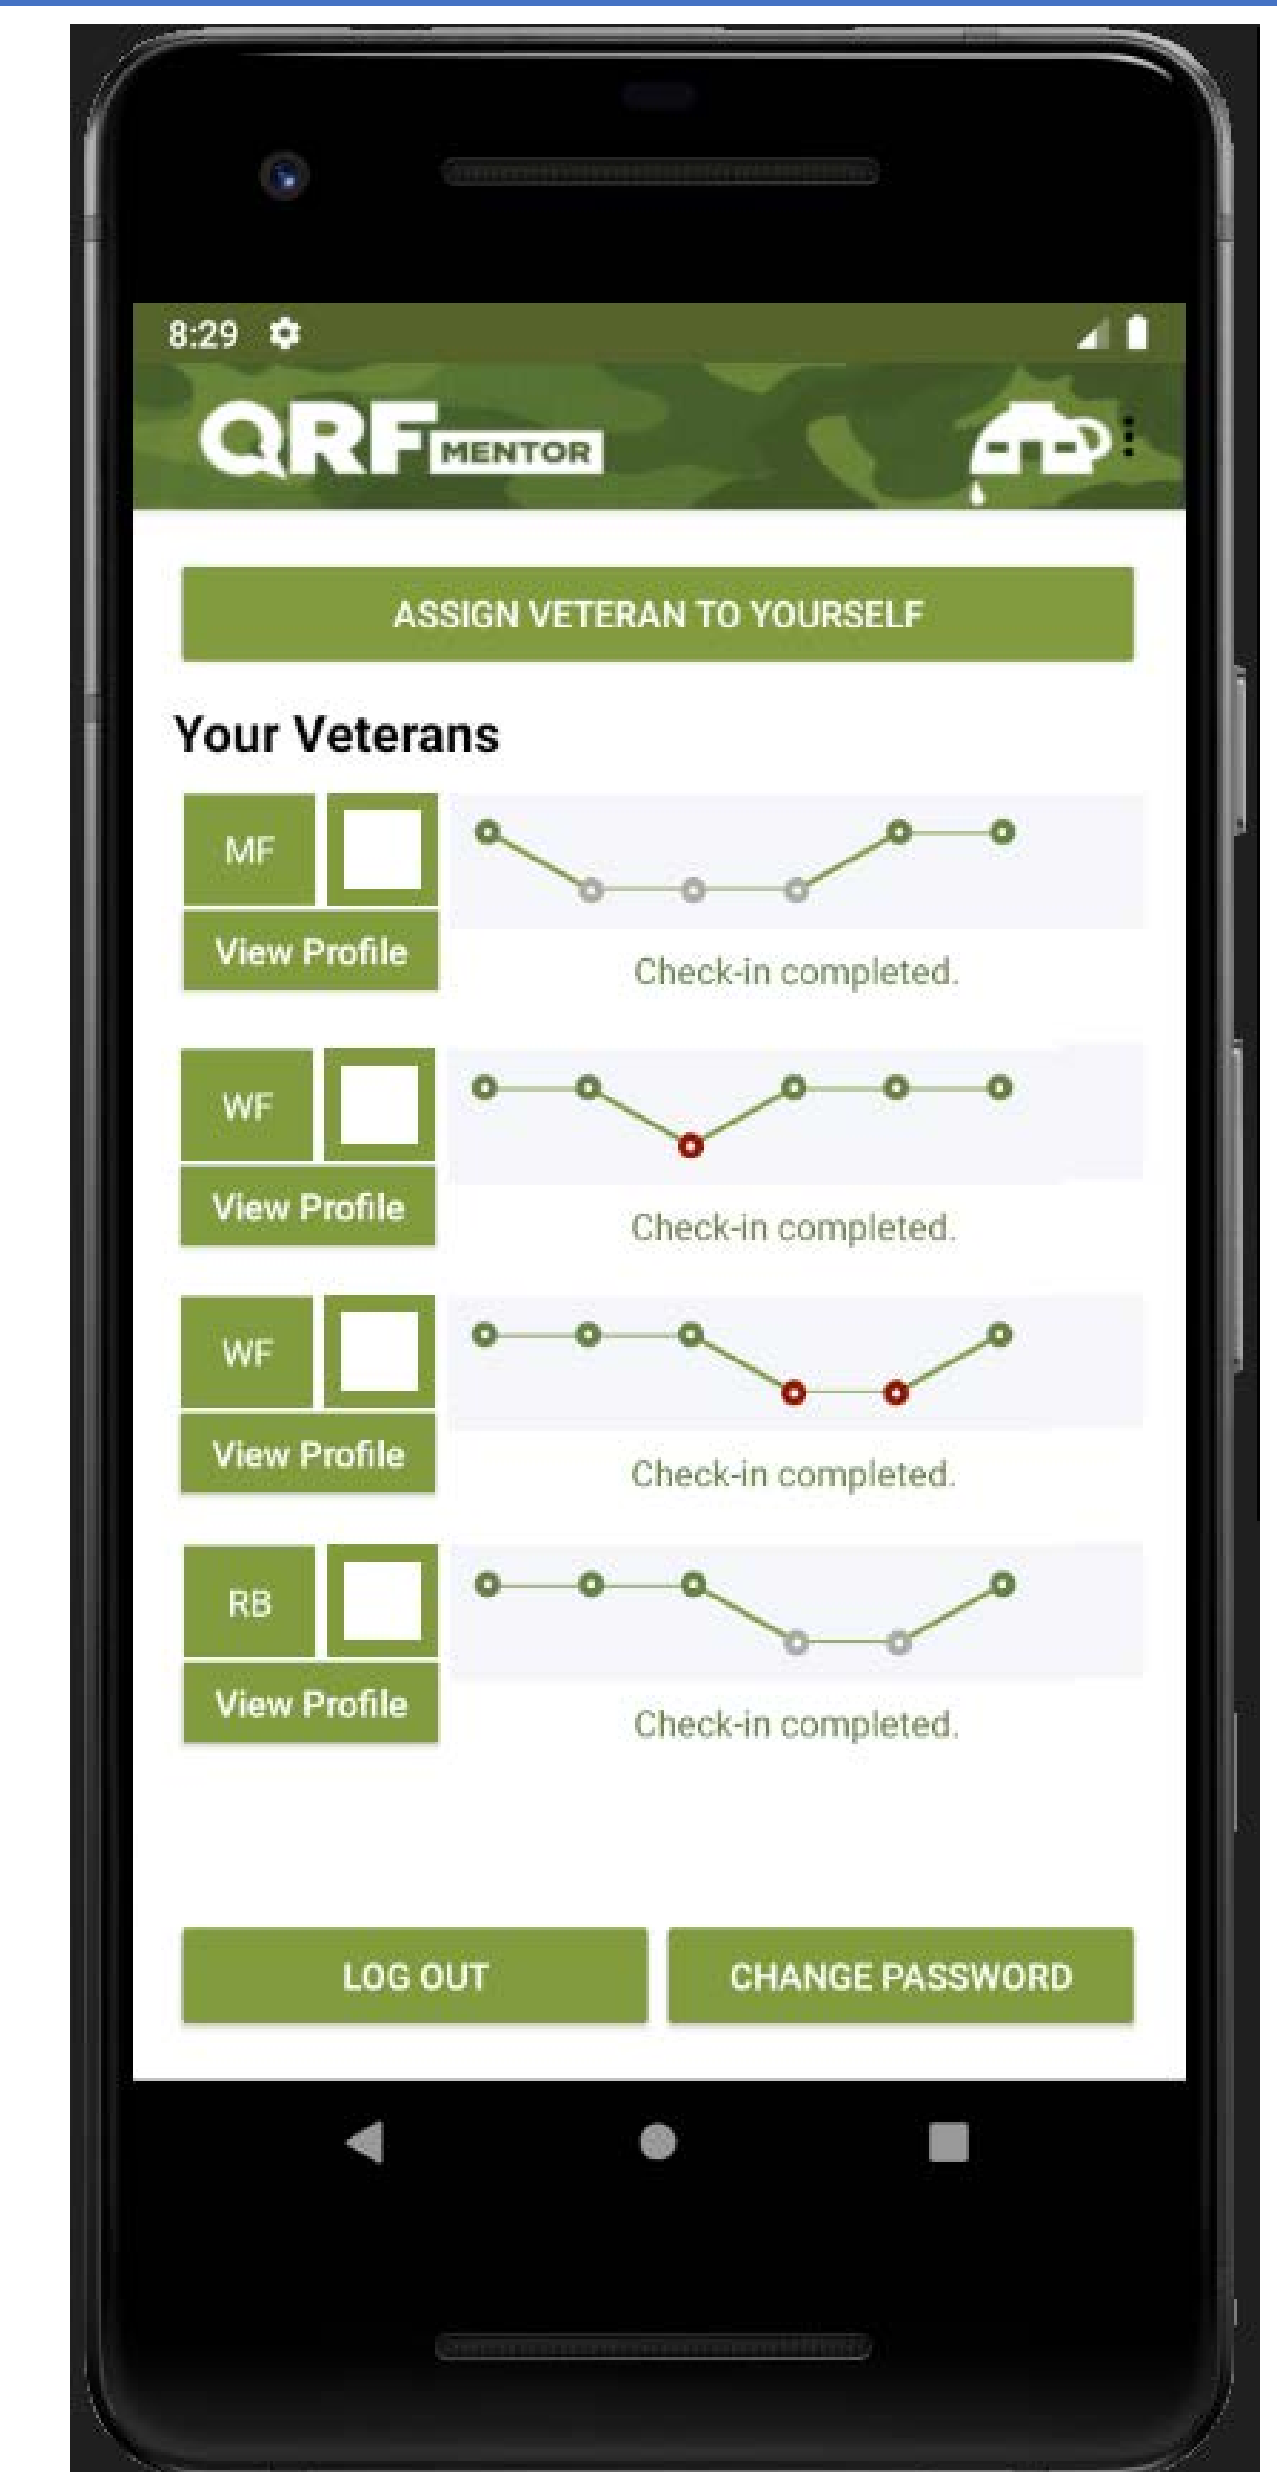 8:29
QRF MENTOR
ASSIGN VETERAN TO YOURSELF
Your Veterans
MF
View Profile
Check-in completed.
WF
View Profile
Check-in completed.
WF
View Profile
Check-in completed.
RB
View Profile
Check-in completed.
LOG OUT CHANGE PASSWORD